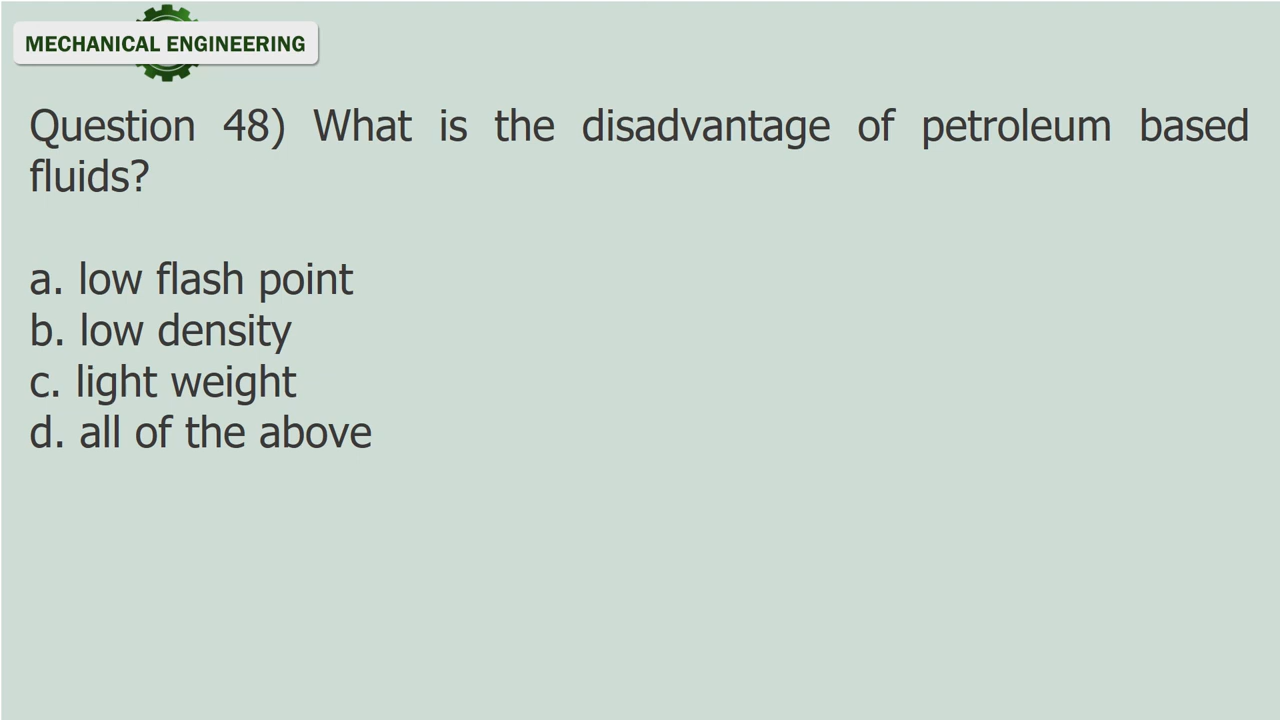 MECHANICAL ENGINEERING
Question 48) What is the disadvantage of petroleum based
fluids?
a. low flash point
b. low density
c. light weight
d. all of the above